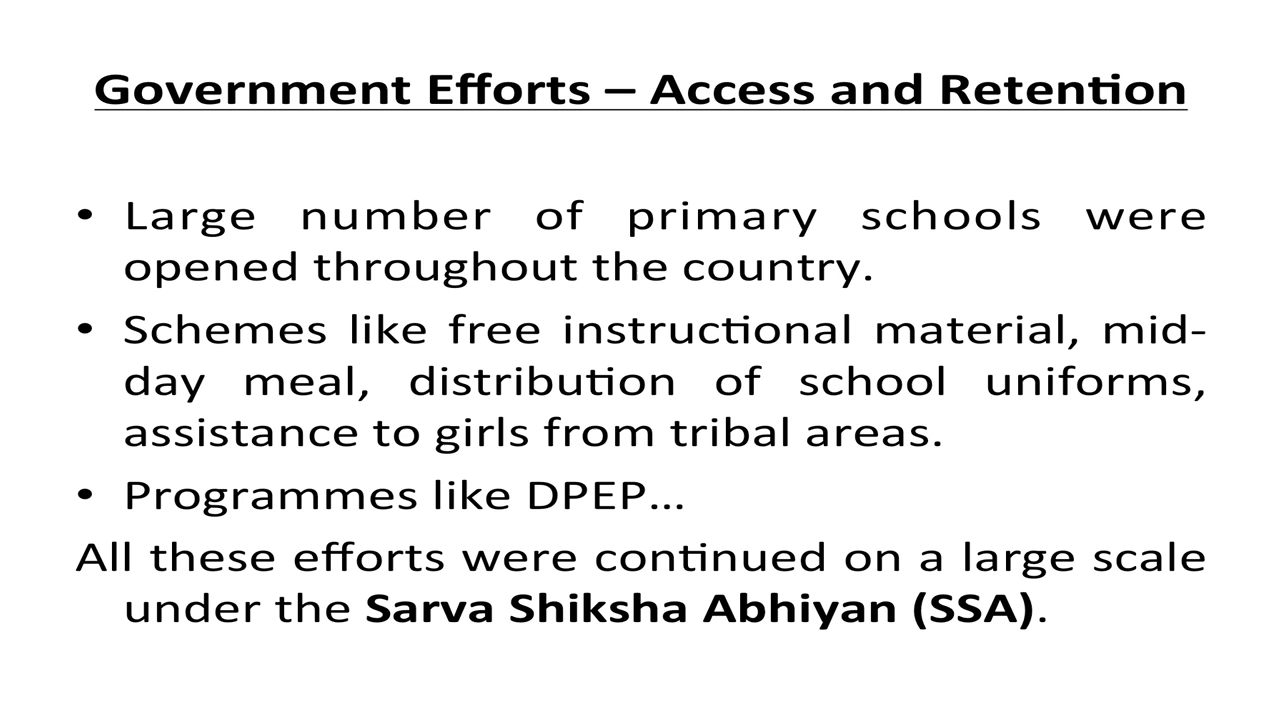 Government Efforts – Access and Retention
• Large number of primary schools were
opened throughout the country.
• Schemes like free instructional material, mid-
day meal, distribution of school uniforms,
assistance to girls from tribal areas.
• Programmes like DPEP...
All these efforts were continued on a large scale
under the Sarva Shiksha Abhiyan (SSA).